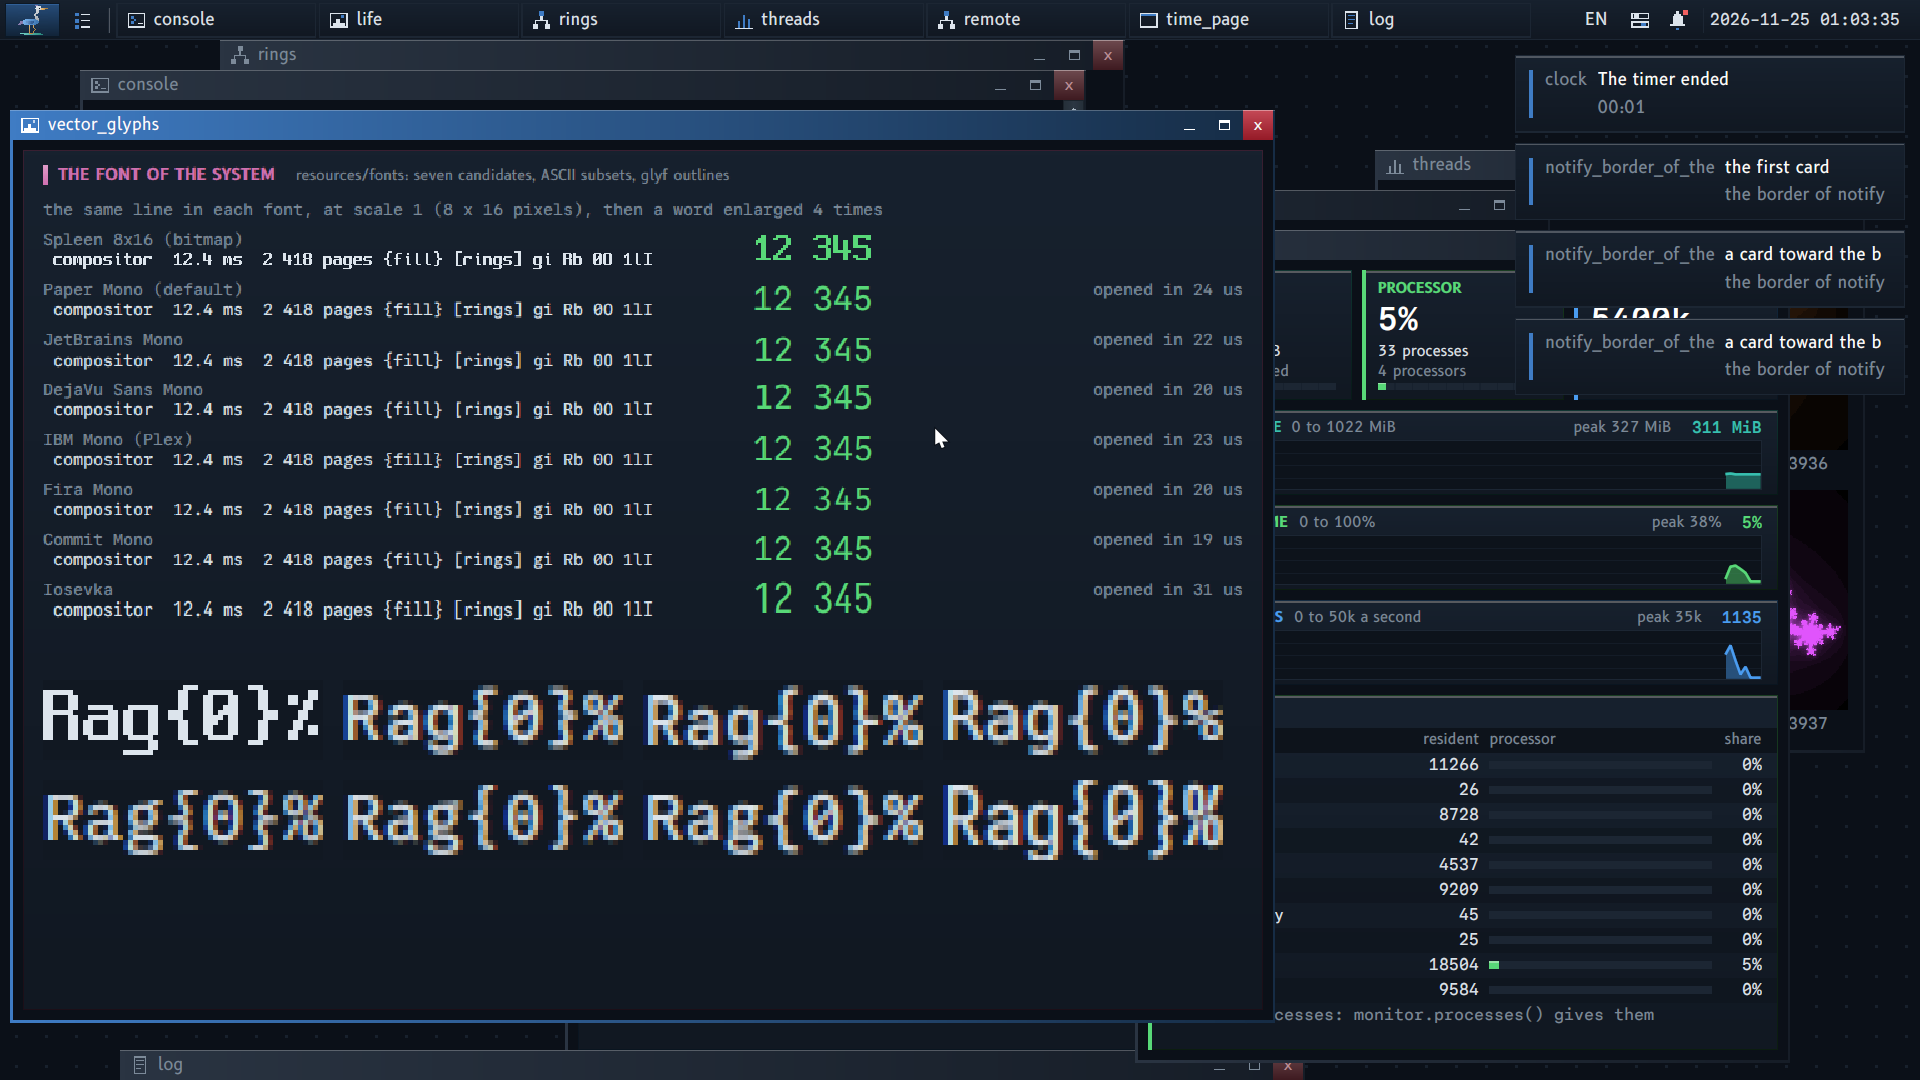 console
life
rings
threads
remote
time_page
log
EN
2026-11-25 01:03:35
rings
console
vector_glyphs
THE FONT OF THE SYSTEM resources/fonts: seven candidates, ASCII subsets, glyf outlines
the same line in each font, at scale 1 (8 x 16 pixels), then a word enlarged 4 times
Spleen 8x16 (bitmap)
compositor 12.4 ms 2 418 pages {fill} [rings] gi Rb 0O 1lI 12 345
Paper Mono (default) opened in 24 us
compositor 12.4 ms 2 418 pages {fill} [rings] gi Rb 0O 1lI 12 345
JetBrains Mono opened in 22 us
compositor 12.4 ms 2 418 pages {fill} [rings] gi Rb 0O 1lI 12 345
DejaVu Sans Mono opened in 20 us
compositor 12.4 ms 2 418 pages {fill} [rings] gi Rb 0O 1lI 12 345
IBM Mono (Plex) opened in 23 us
compositor 12.4 ms 2 418 pages {fill} [rings] gi Rb 0O 1lI 12 345
Fira Mono opened in 20 us
compositor 12.4 ms 2 418 pages {fill} [rings] gi Rb 0O 1lI 12 345
Commit Mono opened in 19 us
compositor 12.4 ms 2 418 pages {fill} [rings] gi Rb 0O 1lI 12 345
Iosevka opened in 31 us
compositor 12.4 ms 2 418 pages {fill} [rings] gi Rb 0O 1lI 12 345
Rag{0}% Rag{0}% Rag{0}% Rag{0}%
Rag{0}% Rag{0}% Rag{0}% Rag{0}%
clock The timer ended
00:01
notify_border_of_the the first card
the border of notify
notify_border_of_the a card toward the b
the border of notify
notify_border_of_the a card toward the b
the border of notify
threads
PROCESSOR
5%
33 processes
4 processors
E 0 to 1022 MiB peak 327 MiB 311 MiB
ME 0 to 100% peak 38% 5%
S 0 to 50k a second peak 35k 1135
3936
3937
resident processor share
11266 0%
26 0%
8728 0%
42 0%
4537 0%
9209 0%
y 45 0%
25 0%
18504 5%
9584 0%
cesses: monitor.processes() gives them
log